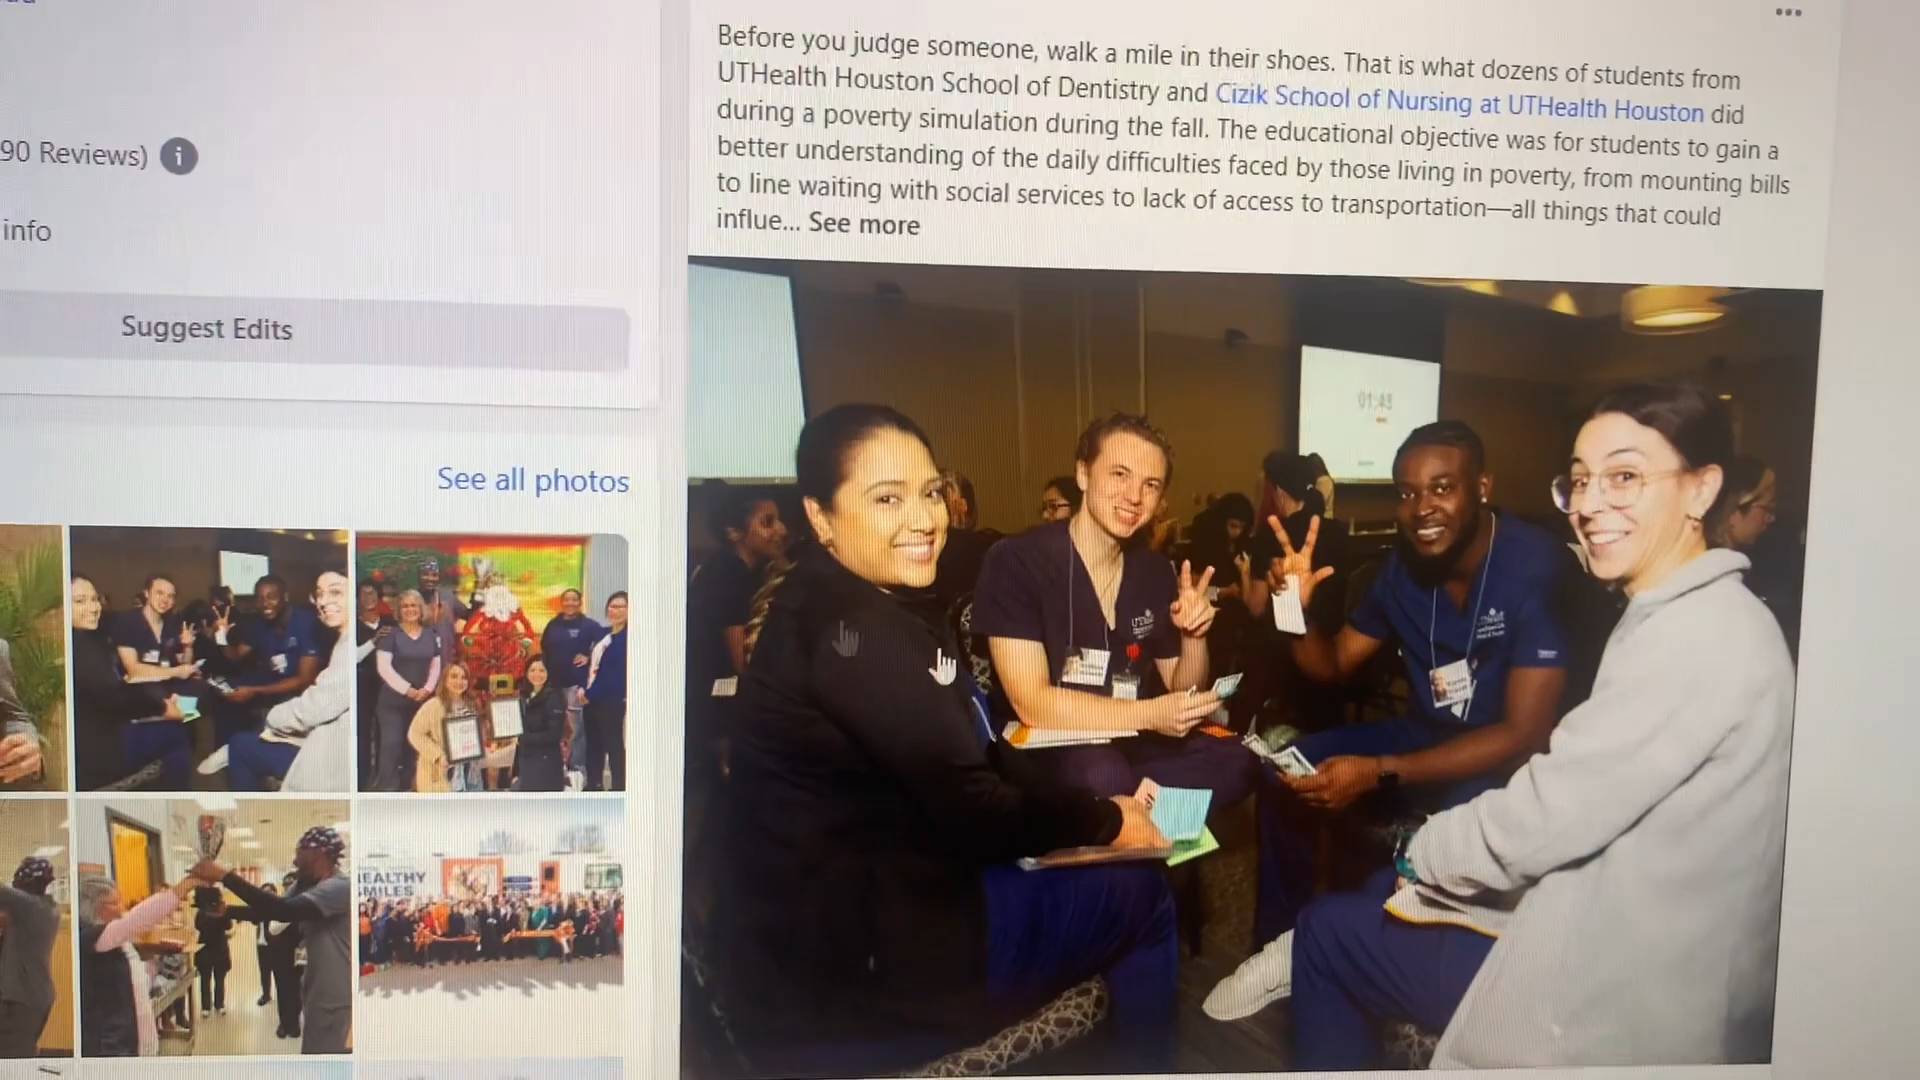 Before you judge someone, walk a mile in their shoes. That is what dozens of students from
UTHealth Houston School of Dentistry and Cizik School of Nursing at UTHealth Houston did
during a poverty simulation during the fall. The educational objective was for students to gain a
better understanding of the daily difficulties faced by those living in poverty, from mounting bills
to line waiting with social services to lack of access to transportation—all things that could
influe... See more
90 Reviews)
info
Suggest Edits
See all photos
01:43
EALTHY
MILES